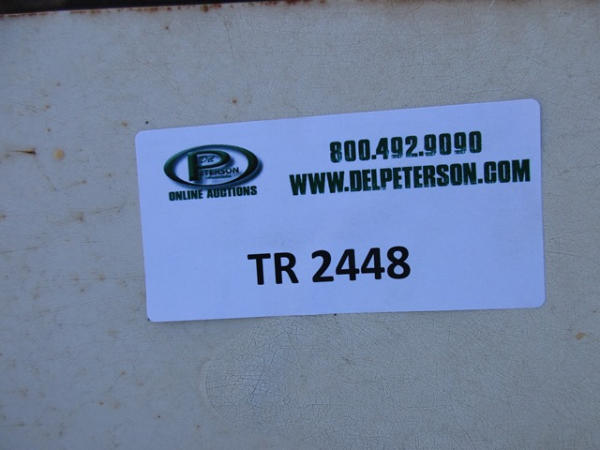 Del
PETERSON
ONLINE AUCTIONS
800.492.9090
WWW.DELPETERSON.COM
TR 2448